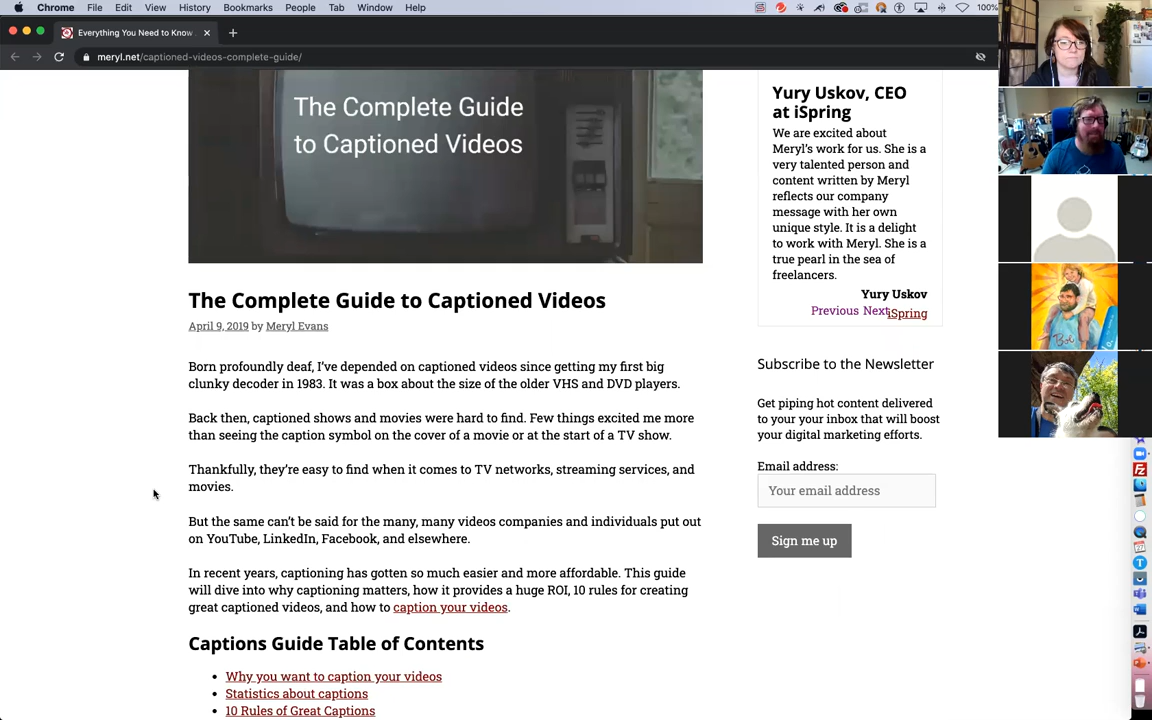 Chrome File Edit View History Bookmarks People Tab Window Help
100%
Everything You Need to Know
meryl.net/captioned-videos-complete-guide/
The Complete Guide
to Captioned Videos
The Complete Guide to Captioned Videos
April 9, 2019 by Meryl Evans
Born profoundly deaf, I've depended on captioned videos since getting my first big
clunky decoder in 1983. It was a box about the size of the older VHS and DVD players.
Back then, captioned shows and movies were hard to find. Few things excited me more
than seeing the caption symbol on the cover of a movie or at the start of a TV show.
Thankfully, they're easy to find when it comes to TV networks, streaming services, and
movies.
But the same can't be said for the many, many videos companies and individuals put out
on YouTube, LinkedIn, Facebook, and elsewhere.
In recent years, captioning has gotten so much easier and more affordable. This guide
will dive into why captioning matters, how it provides a huge ROI, 10 rules for creating
great captioned videos, and how to caption your videos.
Captions Guide Table of Contents
• Why you want to caption your videos
• Statistics about captions
• 10 Rules of Great Captions
Yury Uskov, CEO
at iSpring
We are excited about
Meryl's work for us. She is a
very talented person and
content written by Meryl
reflects our company
message with her own
unique style. It is a delight
to work with Meryl. She is a
true pearl in the sea of
freelancers.
Yury Uskov
Previous Next
iSpring
Subscribe to the Newsletter
Get piping hot content delivered
to your your inbox that will boost
your digital marketing efforts.
Email address:
Your email address
Sign me up